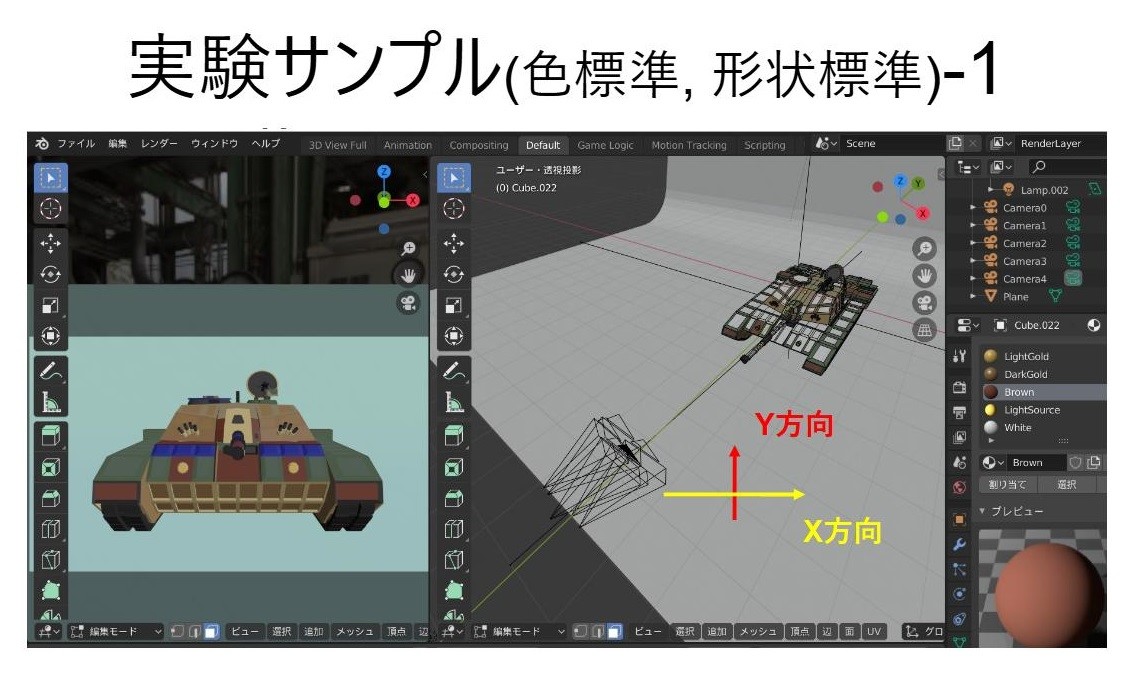 実験サンプル(色標準, 形状標準)-1
ファイル 編集 レンダー ウィンドウ ヘルプ 3D View Full Animation Compositing Default Game Logic Motion Tracking Scripting Scene RenderLayer
ユーザー・透視投影
(0) Cube.022
Z
X
Z
Y
X
Lamp.002
Camera0
Camera1
Camera2
Camera3
Camera4
Plane
Cube.022
LightGold
DarkGold
Brown
LightSource
White
Brown
割り当て 選択
プレビュー
Y方向
X方向
編集モード ビュー 選択 追加 メッシュ 頂点 辺
編集モード ビュー 選択 追加 メッシュ 頂点 辺 面 UV グロ